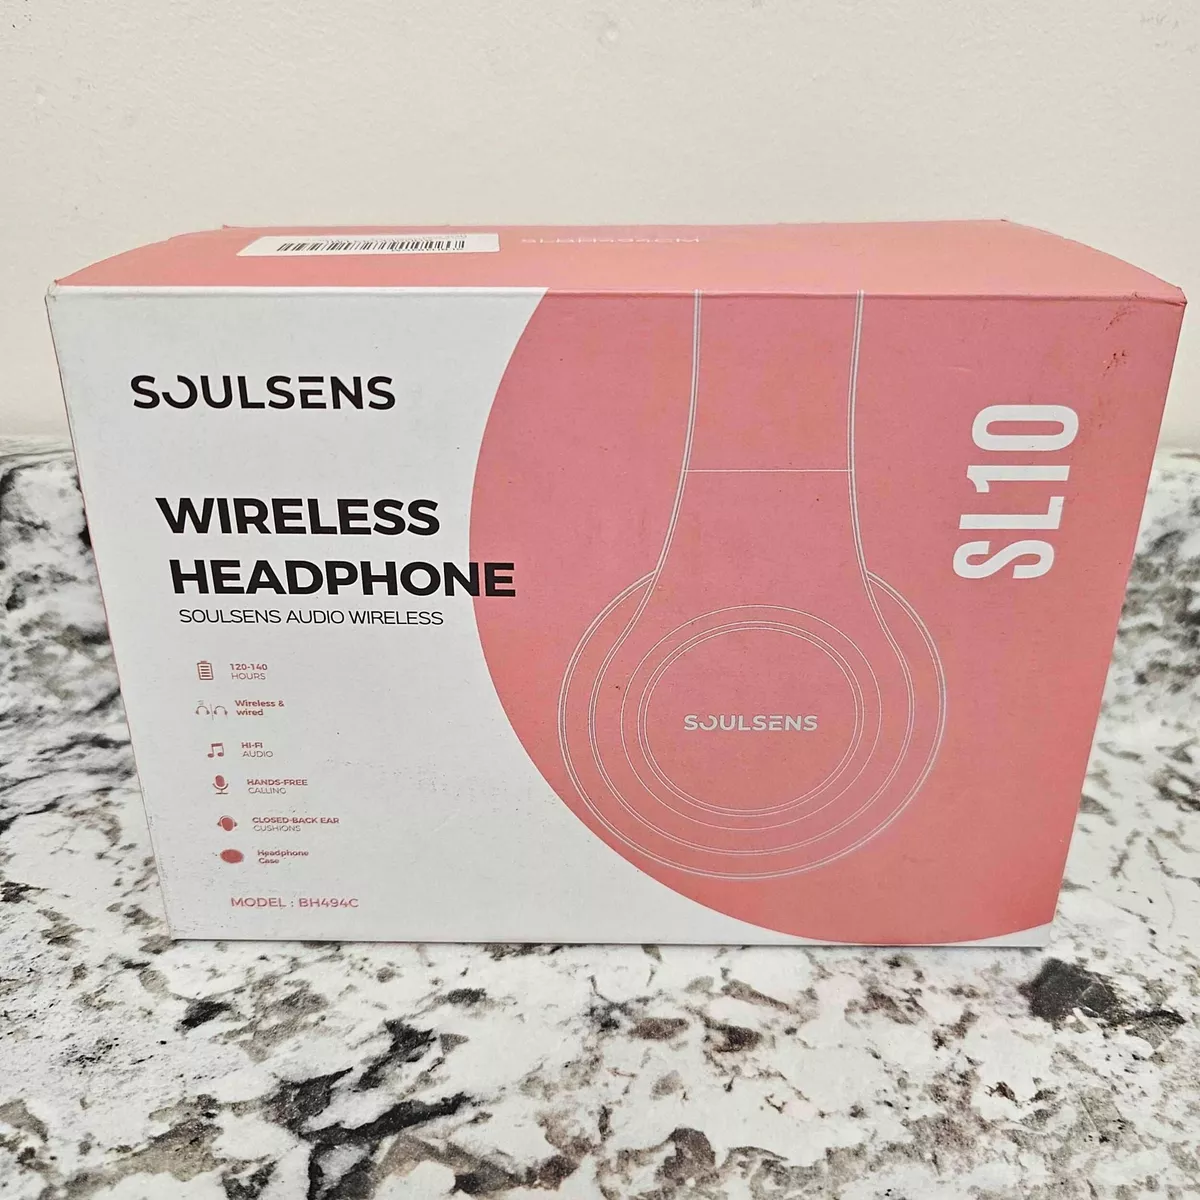 SOULSENS
WIRELESS
HEADPHONE
SOULSENS AUDIO WIRELESS
120-140
HOURS
Wireless &
wired
HI-FI
AUDIO
HANDS-FREE
CALLING
CLOSED-BACK EAR
CUSHIONS
Headphone
Case
MODEL : BH494C
SOULSENS
SL10